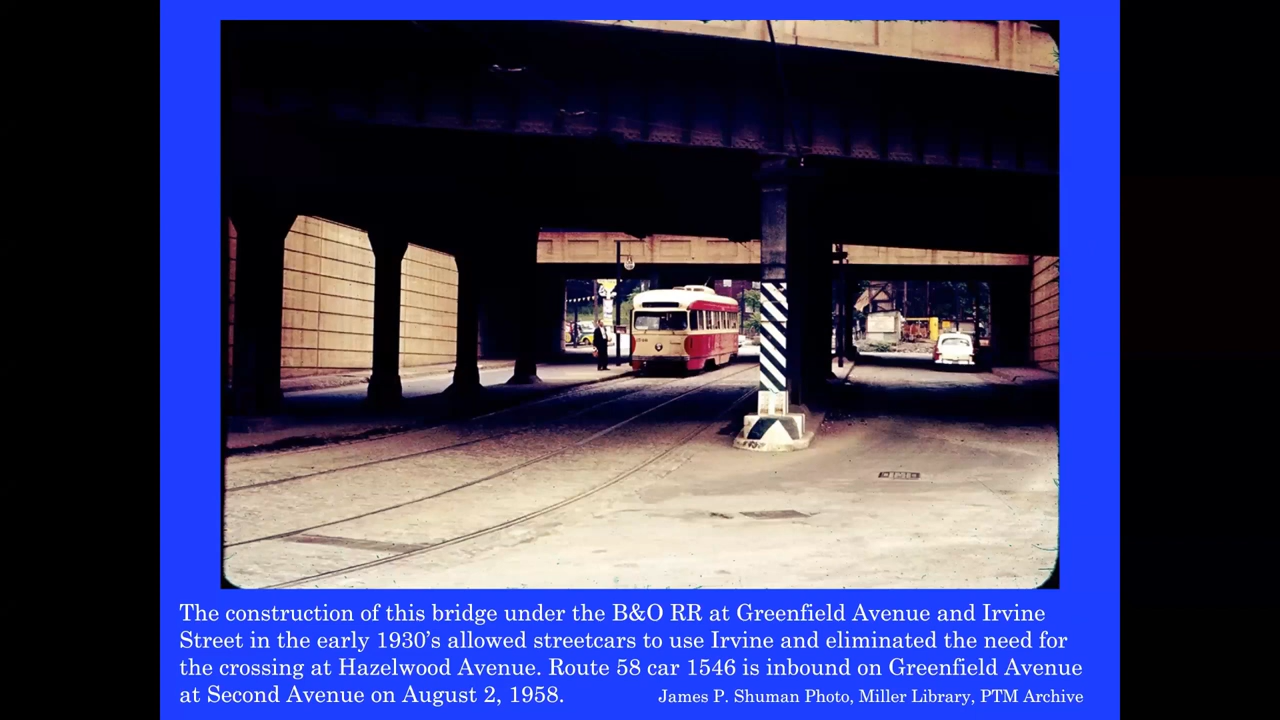 The construction of this bridge under the B&O RR at Greenfield Avenue and Irvine
Street in the early 1930's allowed streetcars to use Irvine and eliminated the need for
the crossing at Hazelwood Avenue. Route 58 car 1546 is inbound on Greenfield Avenue
at Second Avenue on August 2, 1958. James P. Shuman Photo, Miller Library, PTM Archive